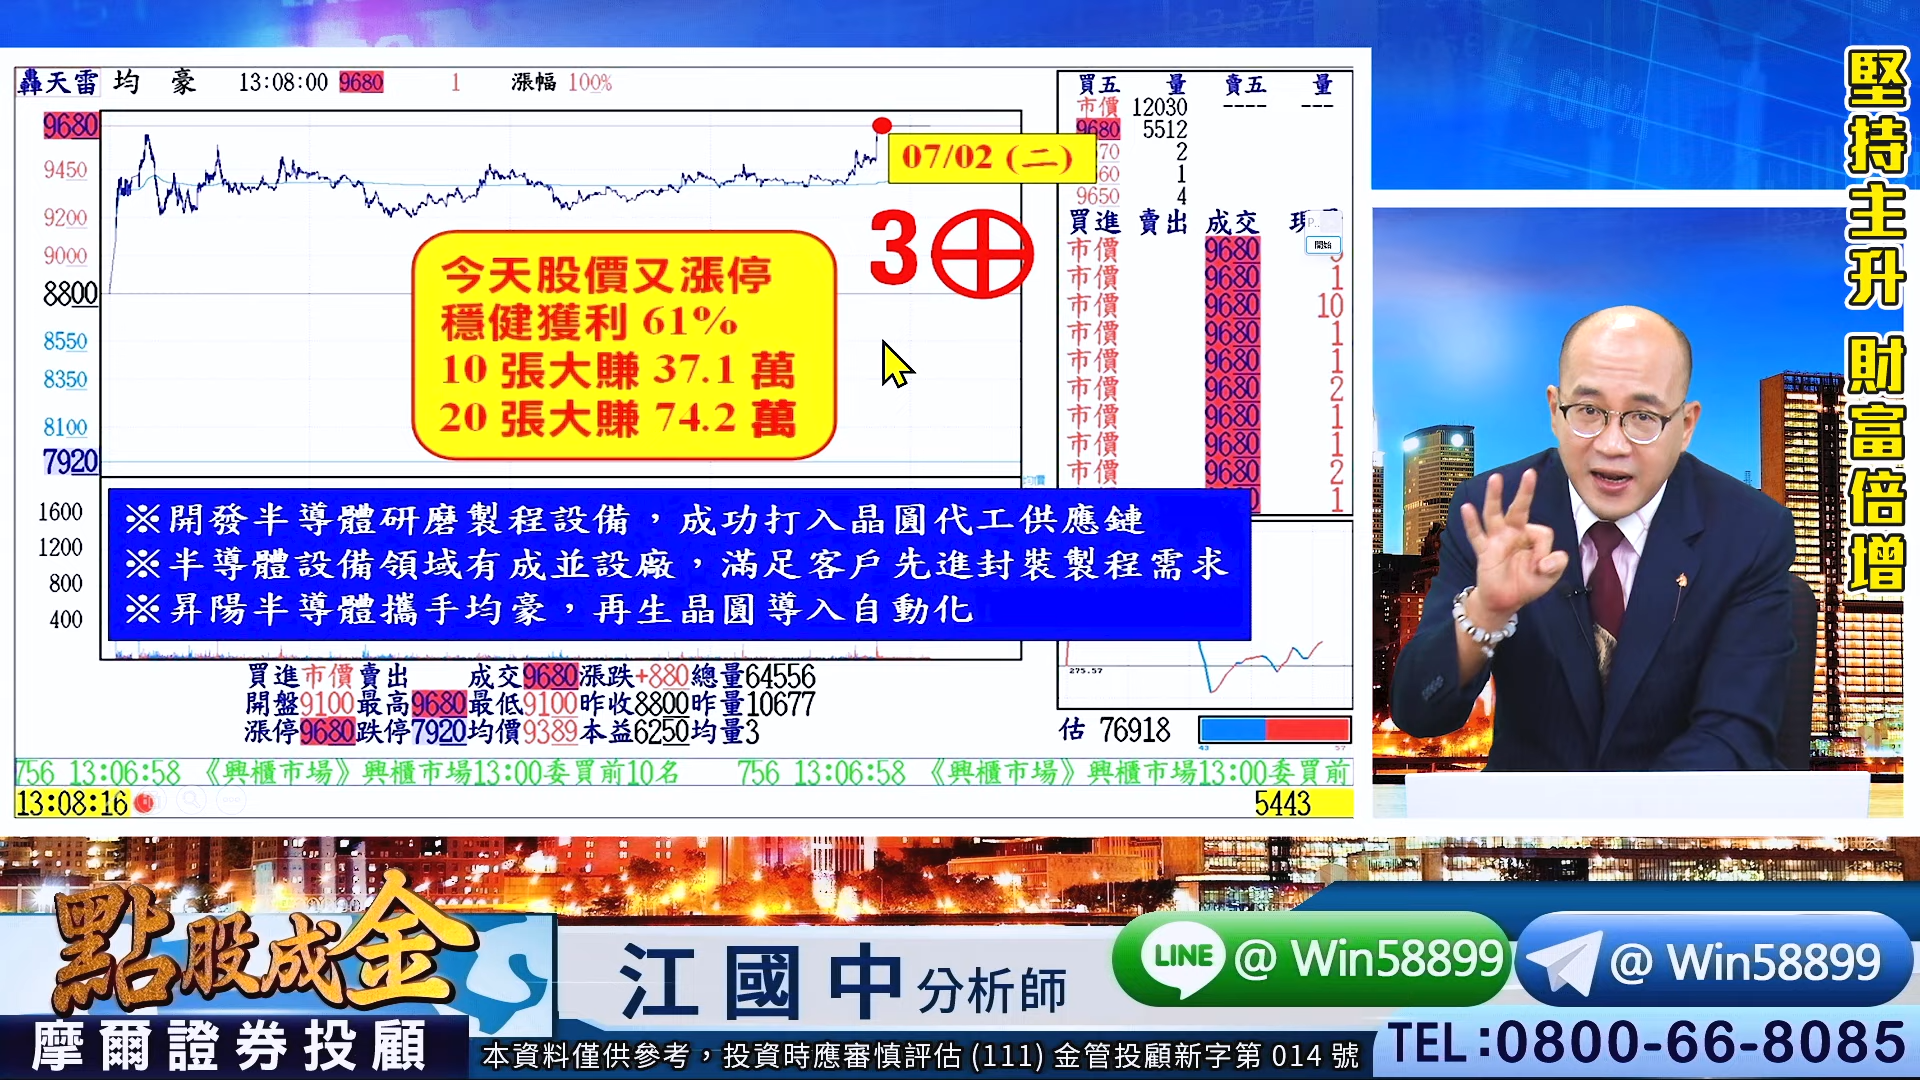 轟天雷 均 豪 13:08:00 9680 1 漲幅 100%
9680
9450
9200
9000
8800
8550
8350
8100
7920
1600
1200
800
400
07/02 (二)
3
今天股價又漲停
穩健獲利 61%
10 張大賺 37.1 萬
20 張大賺 74.2 萬
※開發半導體研磨製程設備，成功打入晶圓代工供應鏈
※半導體設備領域有成並設廠，滿足客戶先進封裝製程需求
※昇陽半導體攜手均豪，再生晶圓導入自動化
買五 量 賣五 量
市價 12030 ---- ---
9680 5512
70 2
60 1
9650 4
買進 賣出 成交
開始
市價 9680
市價 9680 1
市價 9680 10
市價 9680 1
市價 9680 1
市價 9680 2
市價 9680 1
市價 9680 1
市價 9680 2
1
275.57
估 76918
43 57
買進市價賣出 成交9680漲跌+880總量64556
開盤9100最高9680最低9100昨收8800昨量10677
漲停9680跌停7920均價9389本益6250均量3
756 13:06:58 《興櫃市場》興櫃市場13:00委買前10名 756 13:06:58 《興櫃市場》興櫃市場13:00委買前
13:08:16 5443
堅持主升 財富倍增
點股成金
摩爾證券投顧
江國中 分析師
LINE @ Win58899
@ Win58899
TEL:0800-66-8085
本資料僅供參考，投資時應審慎評估 (111) 金管投顧新字第 014 號